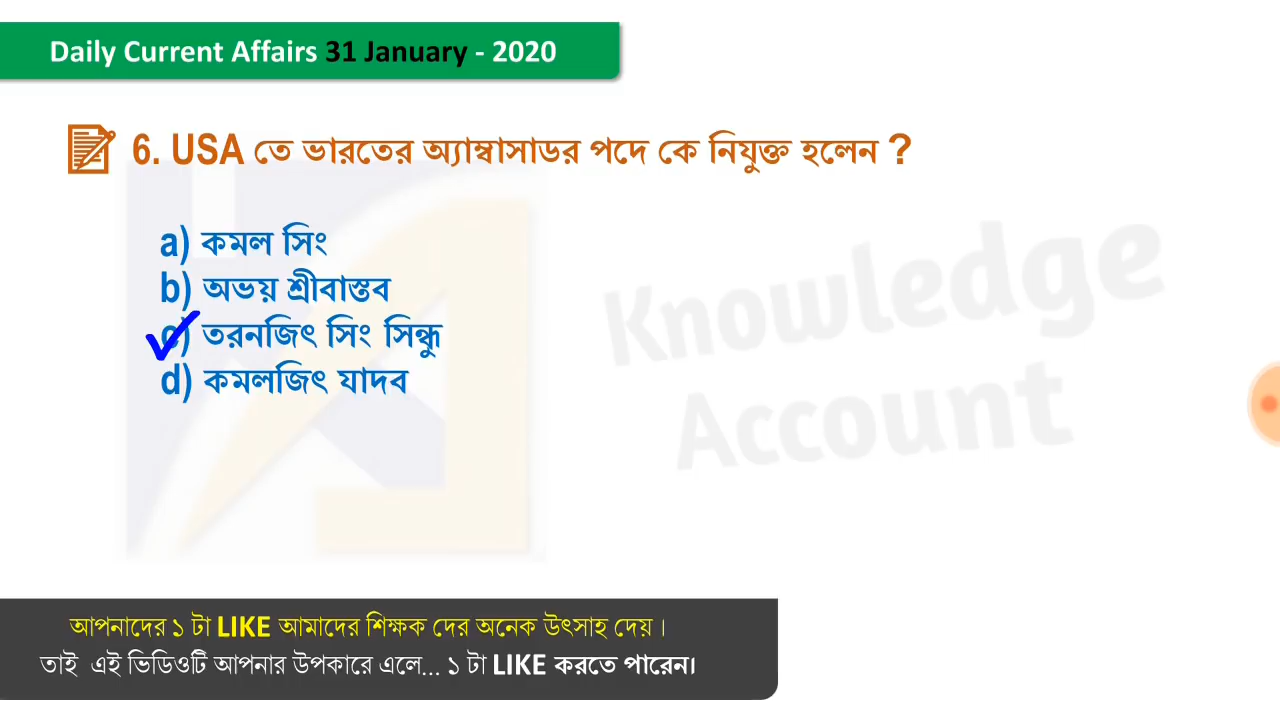 Daily Current Affairs 31 January - 2020
6. USA তে ভারতের অ্যাম্বাসাডর পদে কে নিযুক্ত হলেন ?
a) কমল সিং
b) অভয় শ্রীবাস্তব
c) তরনজিৎ সিং সিন্ধু
d) কমলজিৎ যাদব
Knowledge
Account
আপনাদের ১ টা LIKE আমাদের শিক্ষক দের অনেক উৎসাহ দেয়।
তাই এই ভিডিওটি আপনার উপকারে এলে... ১ টা LIKE করতে পারেন।